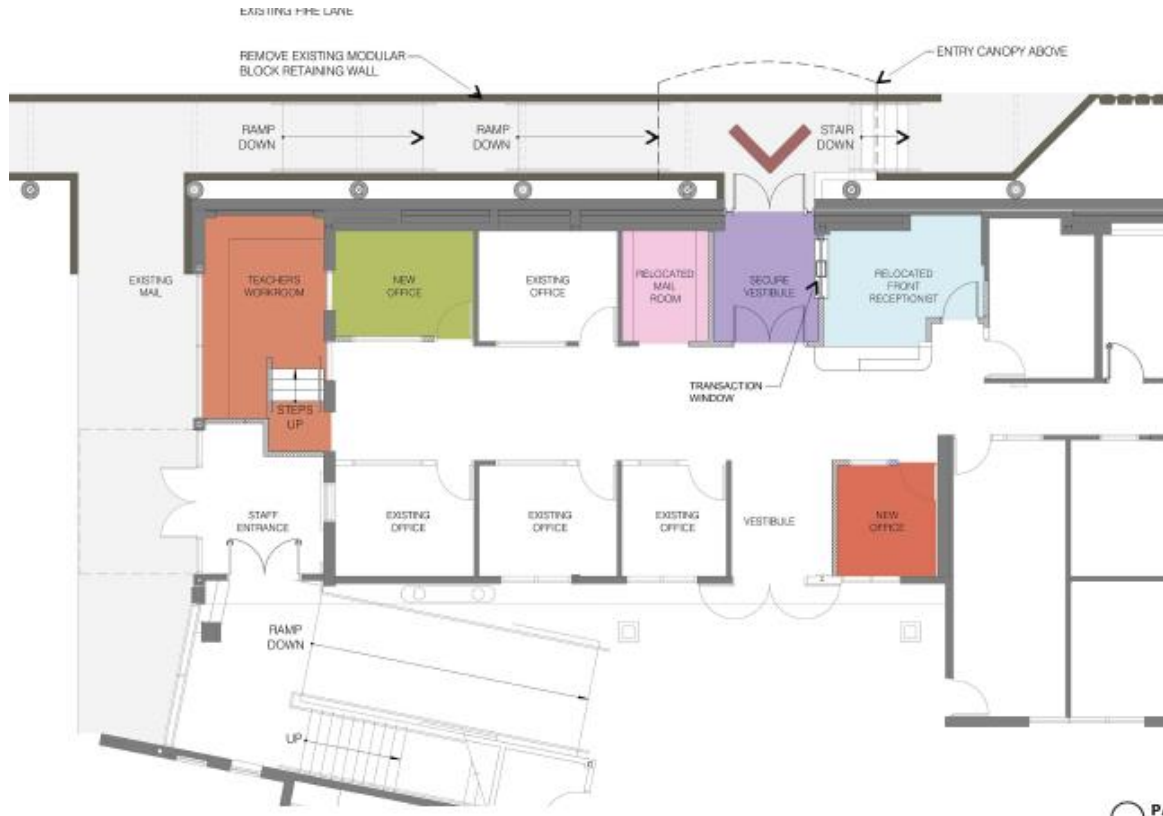 EXISTING FIRE LANE
REMOVE EXISTING MODULAR
BLOCK RETAINING WALL
ENTRY CANOPY ABOVE
RAMP
DOWN
RAMP
DOWN
STAIR
DOWN
EXISTING
MAIL
TEACHERS
WORKROOM
NEW
OFFICE
EXISTING
OFFICE
RELOCATED
MAIL
ROOM
SECURE
VESTIBULE
RELOCATED
FRONT
RECEPTIONIST
TRANSACTION
WINDOW
STEPS
UP
STAFF
ENTRANCE
EXISTING
OFFICE
EXISTING
OFFICE
EXISTING
OFFICE
VESTIBULE
NEW
OFFICE
RAMP
DOWN
UP